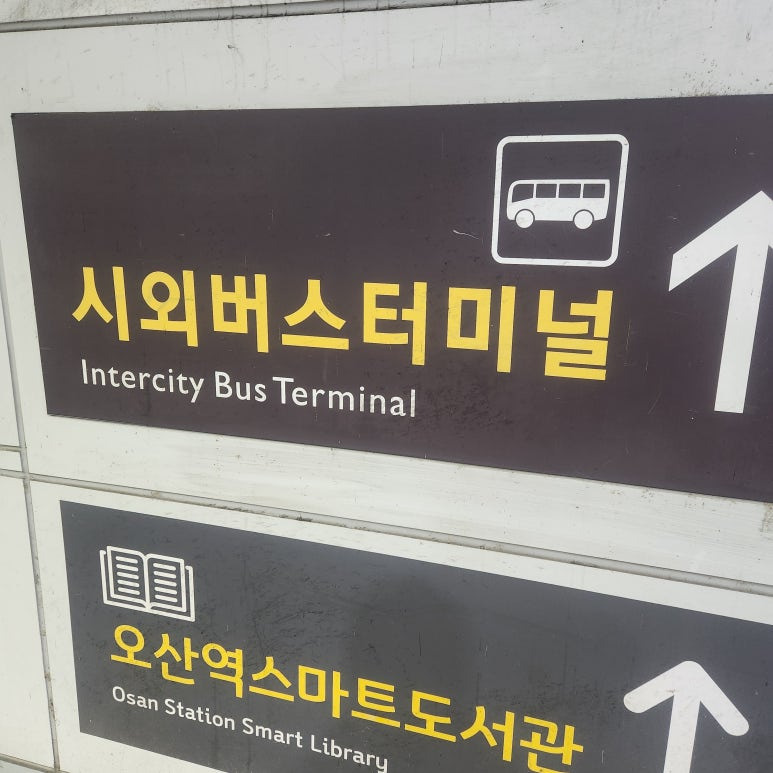 시외버스터미널
Intercity Bus Terminal
오산역스마트도서관
Osan Station Smart Library